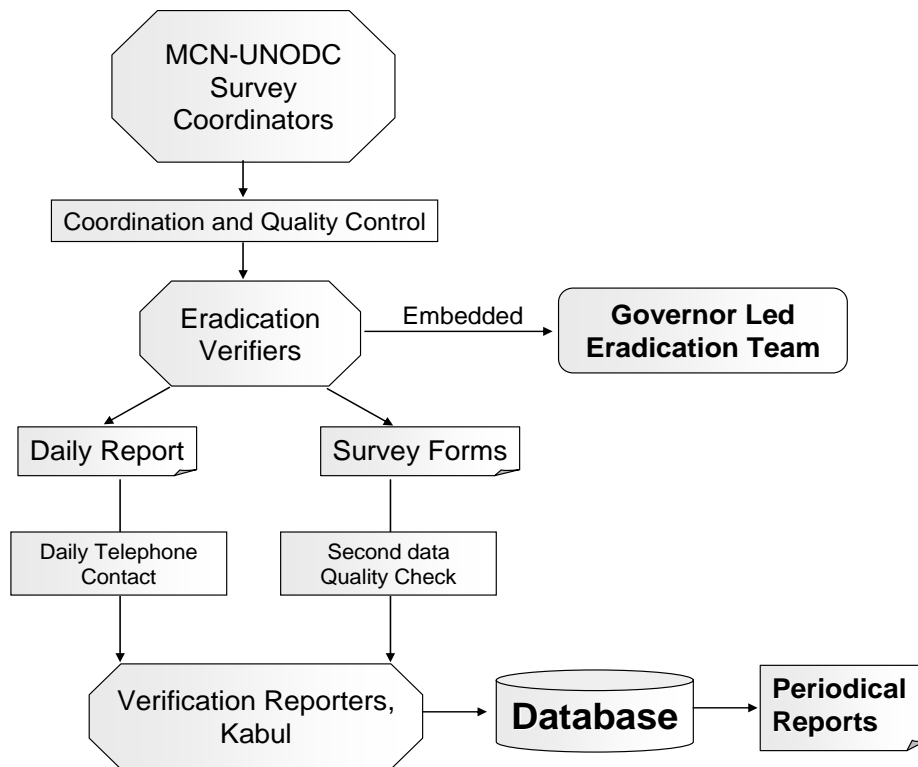 MCN-UNODC
Survey
Coordinators
Coordination and Quality Control
Eradication
Verifiers
Embedded
Governor Led
Eradication Team
Daily Report
Survey Forms
Daily Telephone
Contact
Second data
Quality Check
Verification Reporters,
Kabul
Database
Periodical
Reports